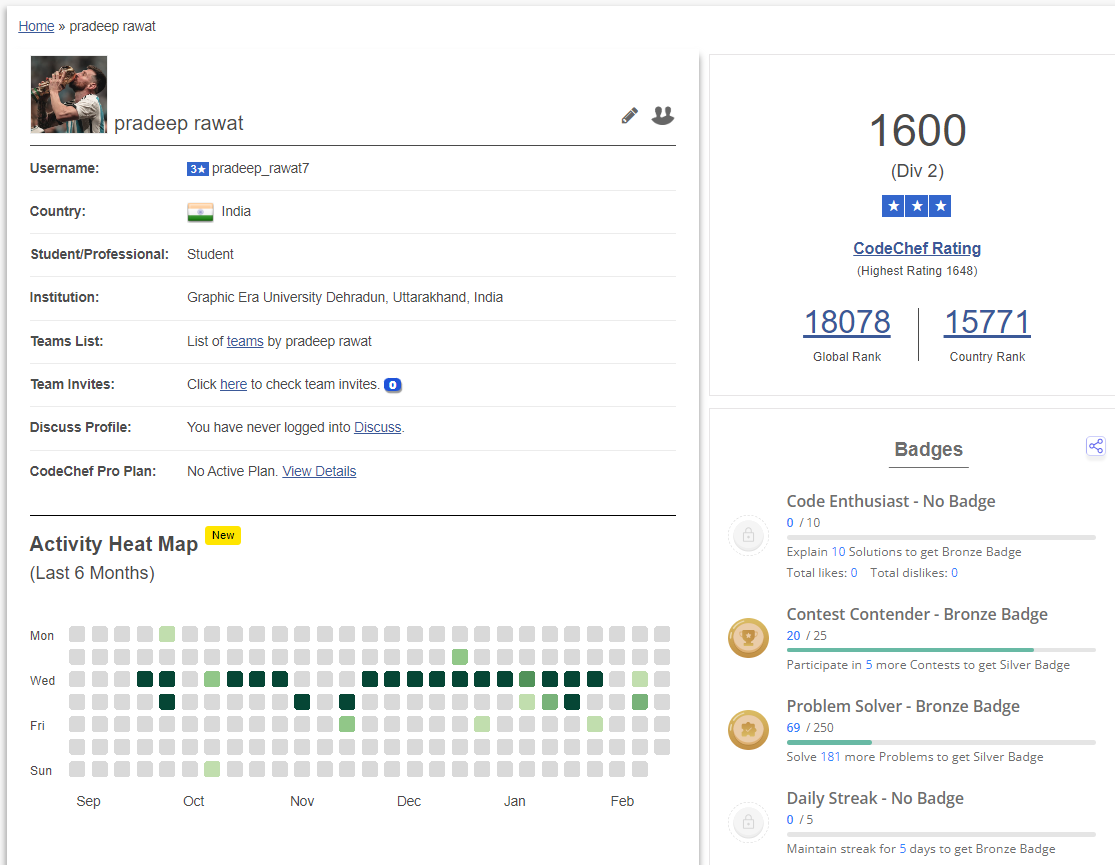 Home » pradeep rawat
pradeep rawat
Username: 3★ pradeep_rawat7
Country: India
Student/Professional: Student
Institution: Graphic Era University Dehradun, Uttarakhand, India
Teams List: List of teams by pradeep rawat
Team Invites: Click here to check team invites. 0
Discuss Profile: You have never logged into Discuss.
CodeChef Pro Plan: No Active Plan. View Details
Activity Heat Map New
(Last 6 Months)
Mon
Wed
Fri
Sun
Sep Oct Nov Dec Jan Feb
1600
(Div 2)
★★★
CodeChef Rating
(Highest Rating 1648)
18078 15771
Global Rank Country Rank
Badges
Code Enthusiast - No Badge
0 / 10
Explain 10 Solutions to get Bronze Badge
Total likes: 0 Total dislikes: 0
Contest Contender - Bronze Badge
20 / 25
Participate in 5 more Contests to get Silver Badge
Problem Solver - Bronze Badge
69 / 250
Solve 181 more Problems to get Silver Badge
Daily Streak - No Badge
0 / 5
Maintain streak for 5 days to get Bronze Badge